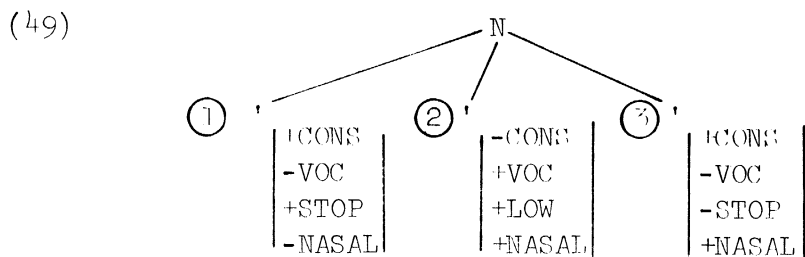 (49)
N
① ' ② ' ③ '
+CONS -CONS +CONS
-VOC +VOC -VOC
+STOP +LOW -STOP
-NASAL +NASAL +NASAL